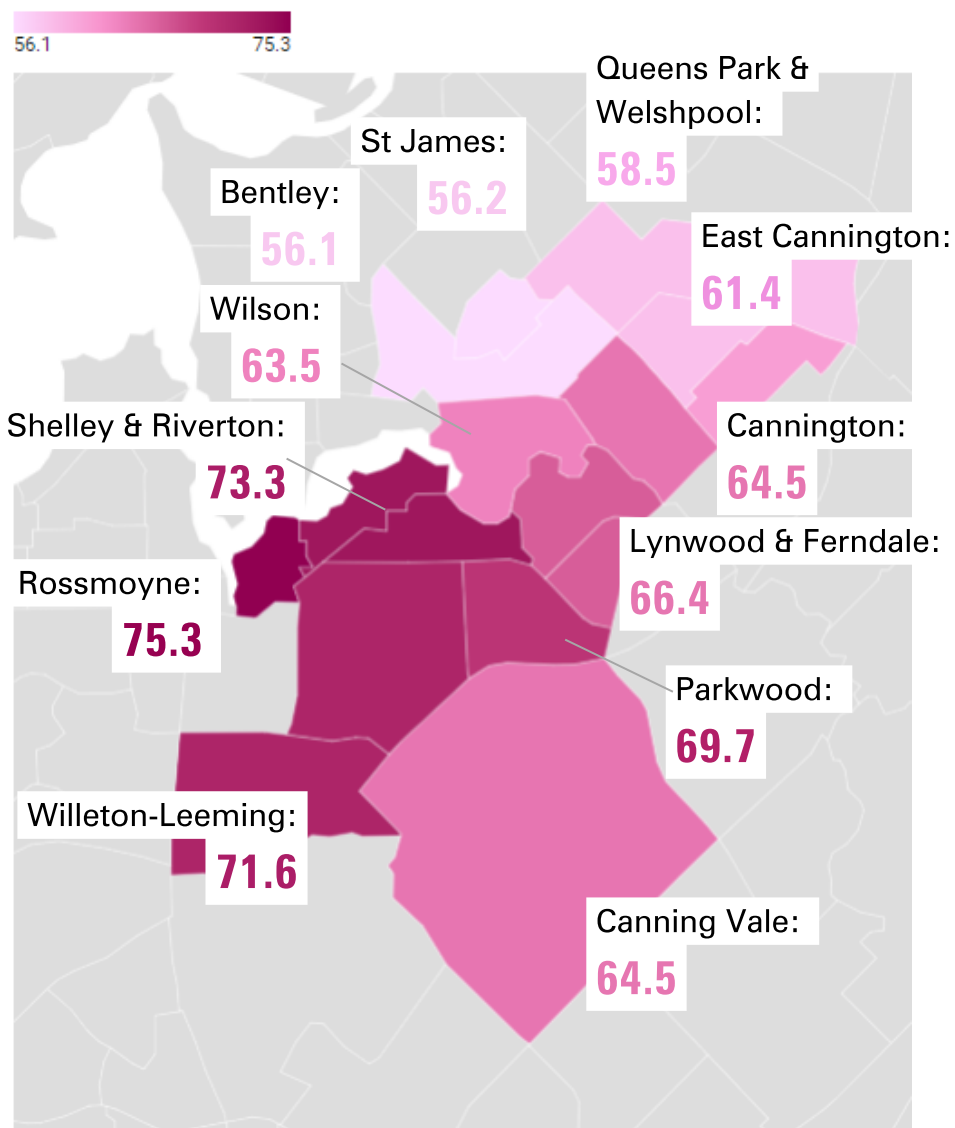 56.1
75.3
Queens Park &
Welshpool:
58.5
St James:
56.2
Bentley:
56.1
East Cannington:
61.4
Wilson:
63.5
Shelley & Riverton:
73.3
Cannington:
64.5
Lynwood & Ferndale:
66.4
Rossmoyne:
75.3
Parkwood:
69.7
Willeton-Leeming:
71.6
Canning Vale:
64.5